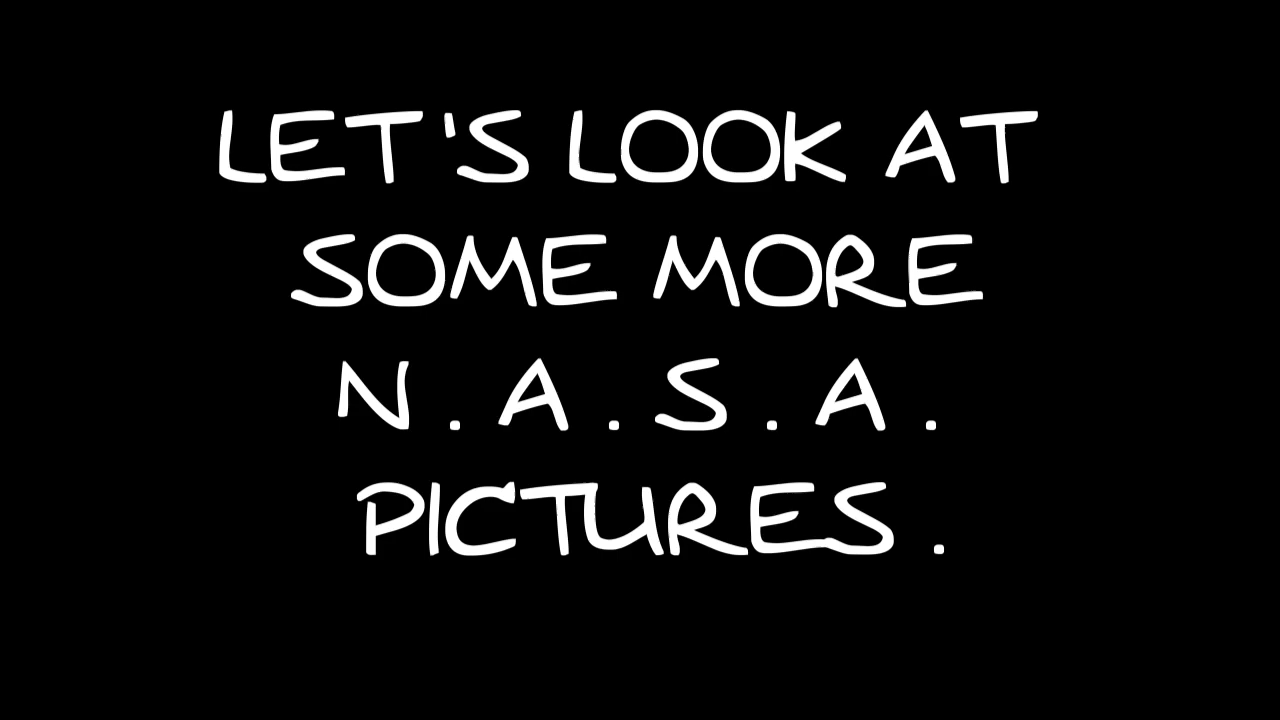 LET'S LOOK AT
SOME MORE
N . A . S . A .
PICTURES .